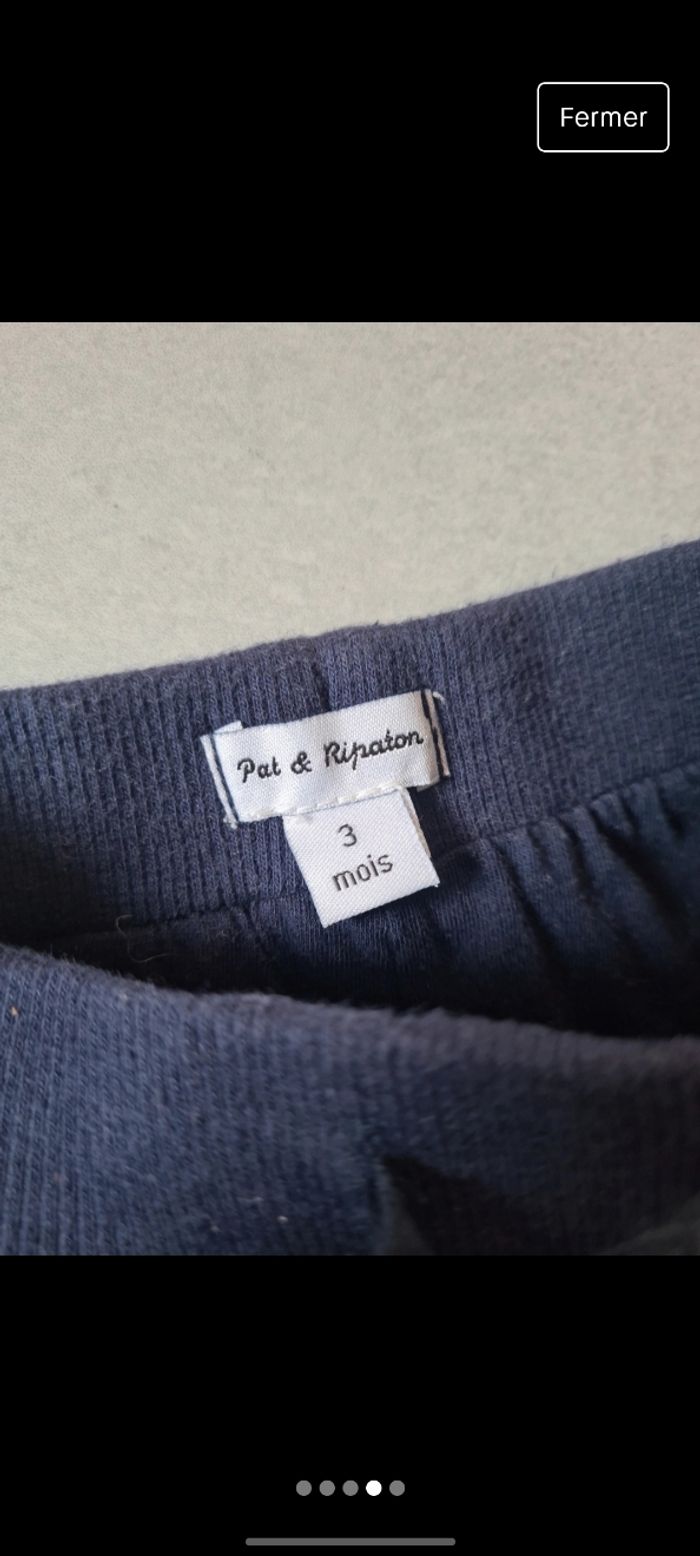 Fermer
Pat & Ripaton
3
mois